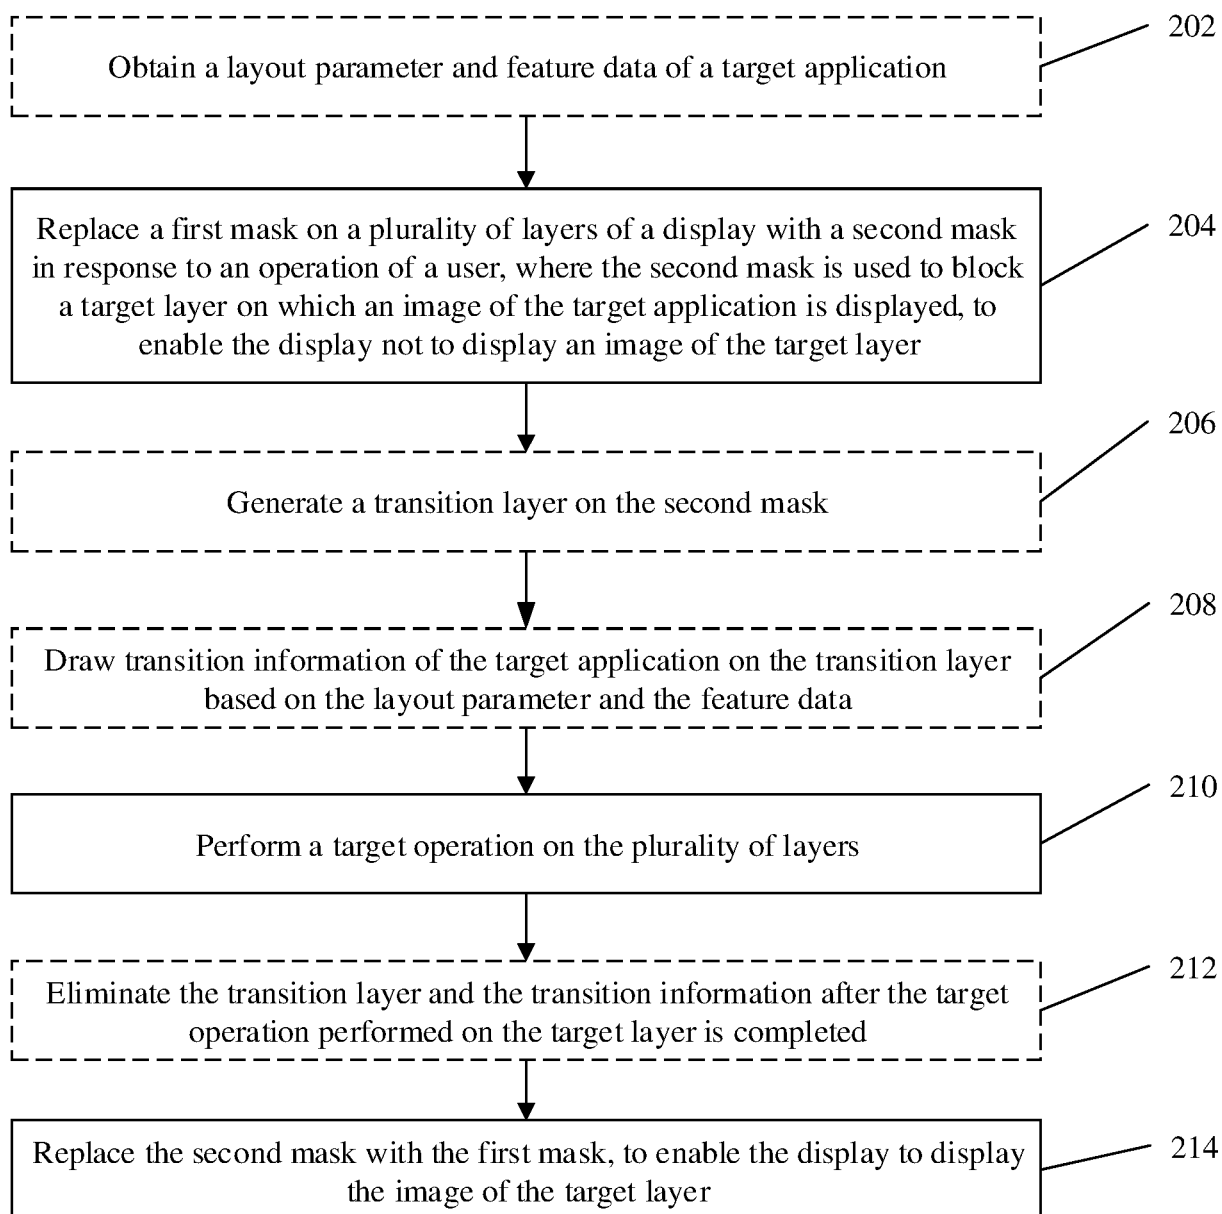 202
Obtain a layout parameter and feature data of a target application
204
Replace a first mask on a plurality of layers of a display with a second mask
in response to an operation of a user, where the second mask is used to block
a target layer on which an image of the target application is displayed, to
enable the display not to display an image of the target layer
206
Generate a transition layer on the second mask
208
Draw transition information of the target application on the transition layer
based on the layout parameter and the feature data
210
Perform a target operation on the plurality of layers
212
Eliminate the transition layer and the transition information after the target
operation performed on the target layer is completed
214
Replace the second mask with the first mask, to enable the display to display
the image of the target layer